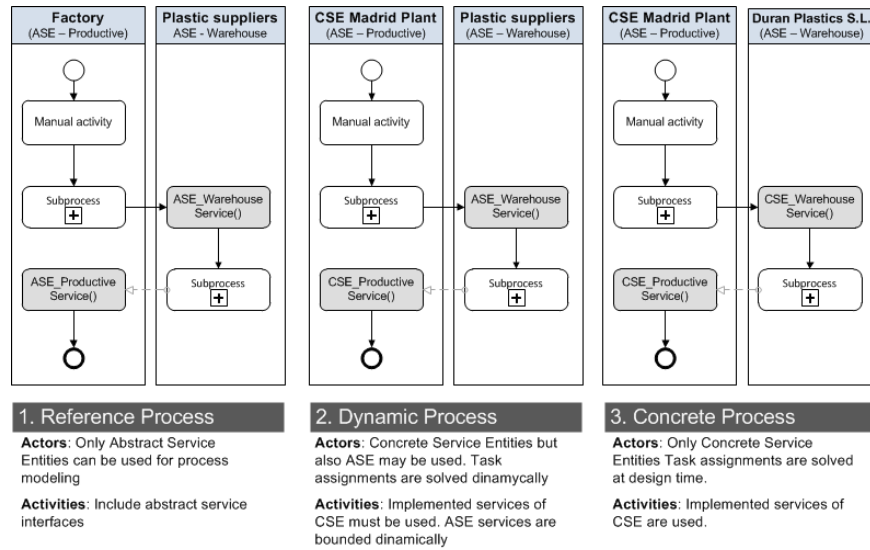 Factory
(ASE – Productive)
Plastic suppliers
ASE - Warehouse
Manual activity
Subprocess
ASE_Warehouse
Service()
ASE_Productive
Service()
Subprocess
CSE Madrid Plant
(ASE – Productive)
Plastic suppliers
(ASE – Warehouse)
Manual activity
Subprocess
ASE_Warehouse
Service()
CSE_Productive
Service()
Subprocess
CSE Madrid Plant
(ASE – Productive)
Duran Plastics S.L.
(ASE – Warehouse)
Manual activity
Subprocess
CSE_Warehouse
Service()
CSE_Productive
Service()
Subprocess
1. Reference Process
Actors: Only Abstract Service
Entities can be used for process
modeling
Activities: Include abstract service
interfaces
2. Dynamic Process
Actors: Concrete Service Entities but
also ASE may be used. Task
assignments are solved dinamycally
Activities: Implemented services of
CSE must be used. ASE services are
bounded dinamically
3. Concrete Process
Actors: Only Concrete Service
Entities Task assignments are solved
at design time.
Activities: Implemented services of
CSE are used.